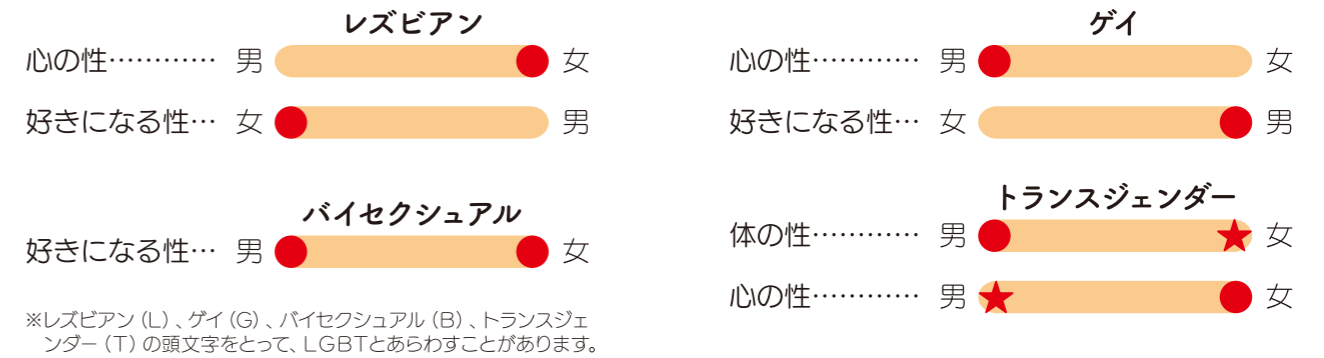 レズビアン
心の性………… 男 女
好きになる性… 女 男
バイセクシュアル
好きになる性… 男 女
※レズビアン（L）、ゲイ（G）、バイセクシュアル（B）、トランスジェ
ンダー（T）の頭文字をとって、LGBTとあらわすことがあります。
ゲイ
心の性………… 男 女
好きになる性… 女 男
トランスジェンダー
体の性………… 男 女
心の性………… 男 女